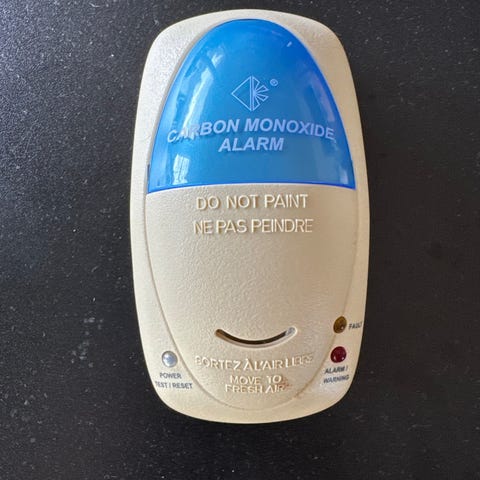 ®
CARBON MONOXIDE
ALARM
DO NOT PAINT
NE PAS PEINDRE
FAULT
SORTEZ À L'AIR LIBRE
MOVE TO
FRESH AIR
POWER
TEST / RESET
ALARM /
WARNING